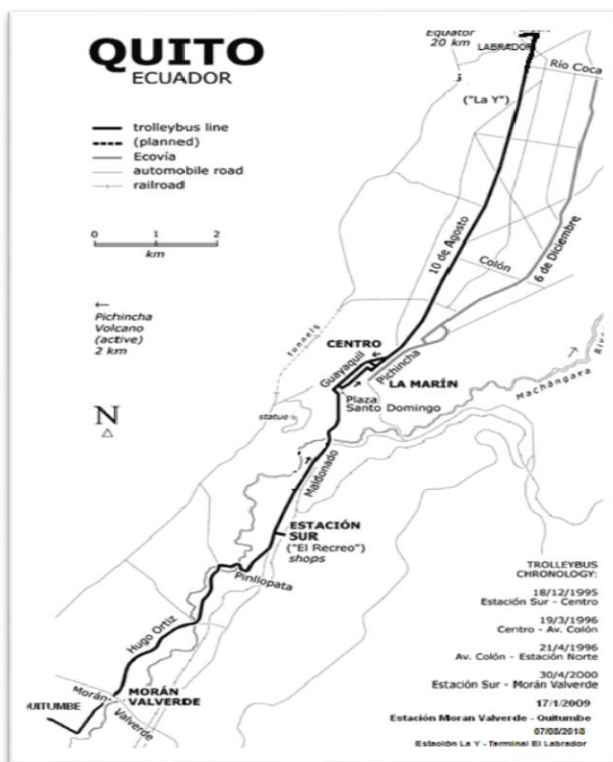 QUITO
ECUADOR
trolleybus line
(planned)
Ecovía
automobile road
railroad
0 1 2
km
←
Pichincha
Volcano
(active)
2 km
N
Equator
20 km
LABRADOR
Río Coca
("La Y")
10 de Agosto
6 de Diciembre
Colón
tunnels
CENTRO
Guayaquil
Pichincha
LA MARÍN
Plaza
Santo Domingo
Machángara
statue
Maldonado
ESTACIÓN
SUR
("El Recreo")
shops
Pinllopata
Hugo Ortiz
MORÁN
VALVERDE
Morán
Valverde
UITUMBE
TROLLEYBUS
CHRONOLOGY:
18/12/1995
Estación Sur - Centro
19/3/1996
Centro - Av. Colón
21/4/1996
Av. Colón - Estación Norte
30/4/2000
Estación Sur - Morán Valverde
17/1/2009
Estación Moran Valverde - Quitumbe
07/08/2018
Estación La Y - Terminal El Labrador